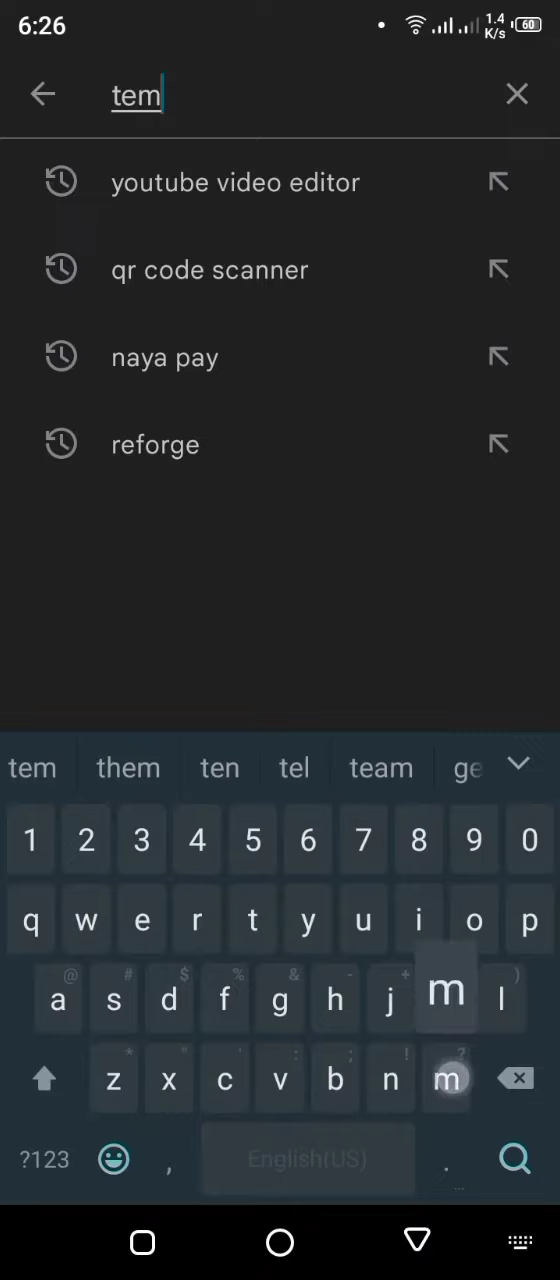 6:26 1.4 K/s 60
tem
youtube video editor
qr code scanner
naya pay
reforge
tem them ten tel team ge
1 2 3 4 5 6 7 8 9 0
q w e r t y u i o p
@ # $ % & - + )
a s d f g h j m l
* " ' : ; ! ?
z x c v b n m
?123 , English(US) . ...